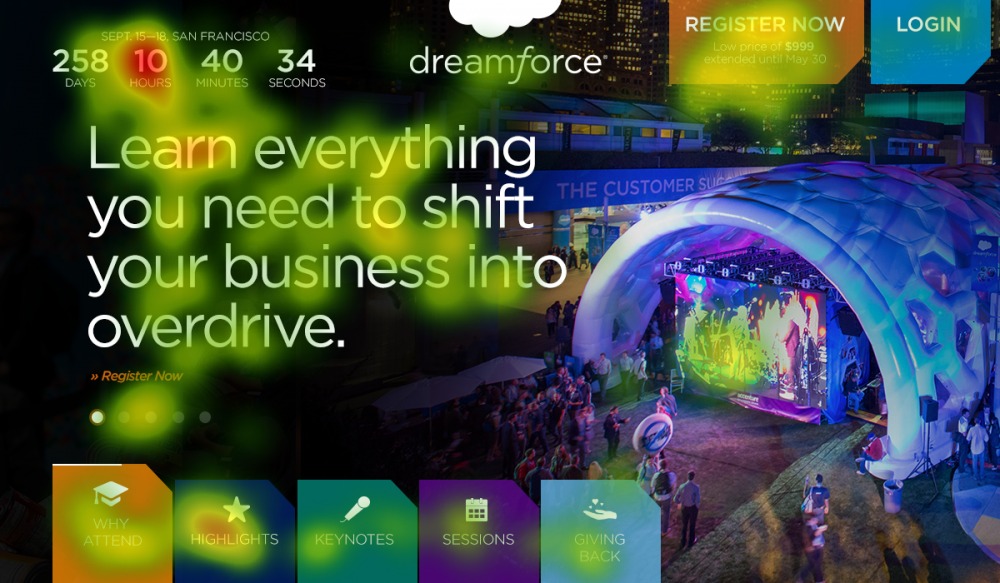 SEPT. 15—18, SAN FRANCISCO
258 10 40 34
DAYS HOURS MINUTES SECONDS
dreamforce
REGISTER NOW
Low price of $999
extended until May 30
LOGIN
Learn everything
you need to shift
your business into
overdrive.
» Register Now
THE CUSTOMER SUC
accenture
WHY
ATTEND
HIGHLIGHTS
KEYNOTES
SESSIONS
GIVING
BACK